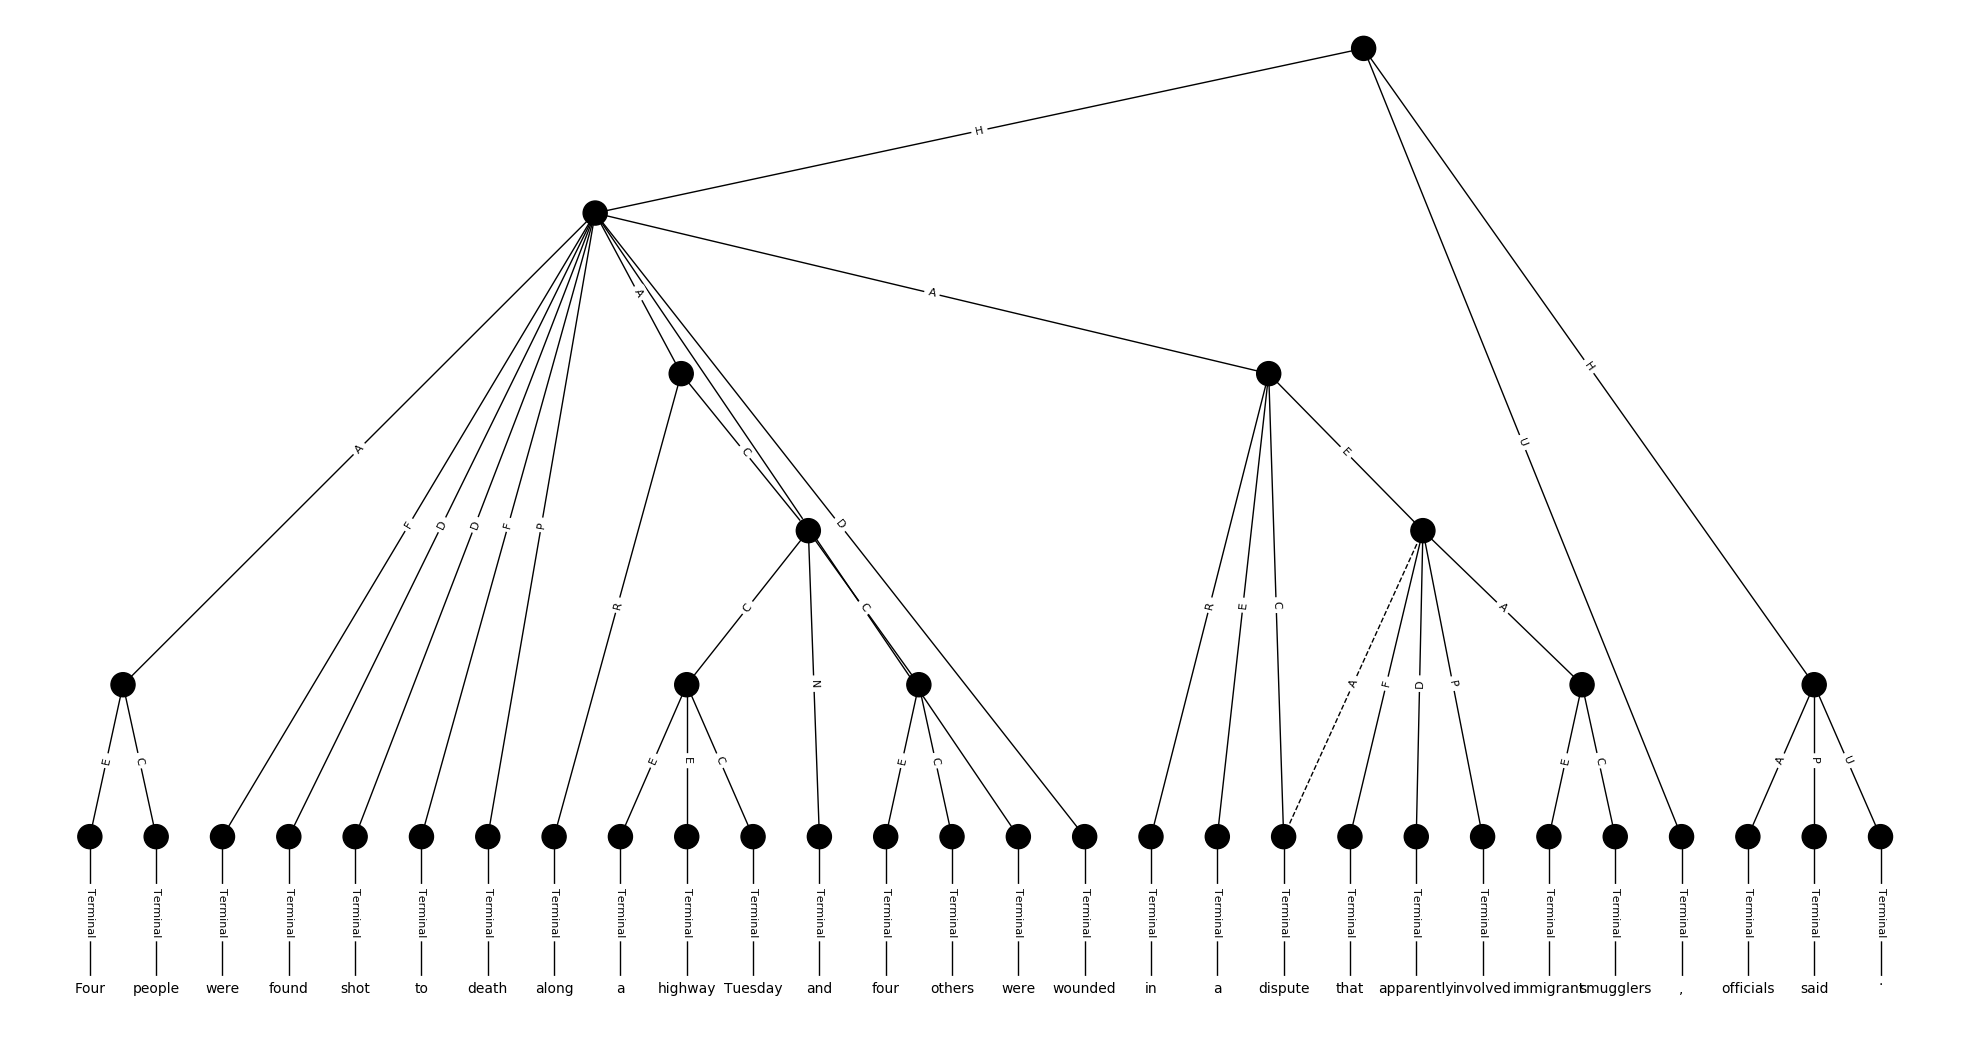 H
A
A
A
H
U
C
E
F
D
D
F
P
D
R
C
C
R
E
C
A
A
N
F
D
P
E
C
E
E
C
E
C
E
C
A
P
U
Terminal Terminal Terminal Terminal Terminal Terminal Terminal Terminal Terminal Terminal Terminal Terminal Terminal Terminal Terminal Terminal Terminal Terminal Terminal Terminal Terminal Terminal Terminal Terminal Terminal Terminal Terminal Terminal
Four people were found shot to death along a highway Tuesday and four others were wounded in a dispute that apparently involved immigrant smugglers , officials said .